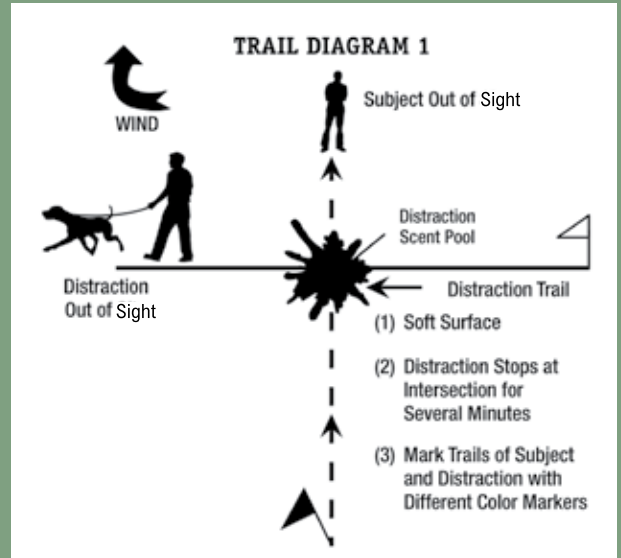 TRAIL DIAGRAM 1
Subject Out of Sight
WIND
Distraction
Scent Pool
Distraction
Out of Sight
Distraction Trail
(1) Soft Surface
(2) Distraction Stops at
Intersection for
Several Minutes
(3) Mark Trails of Subject
and Distraction with
Different Color Markers